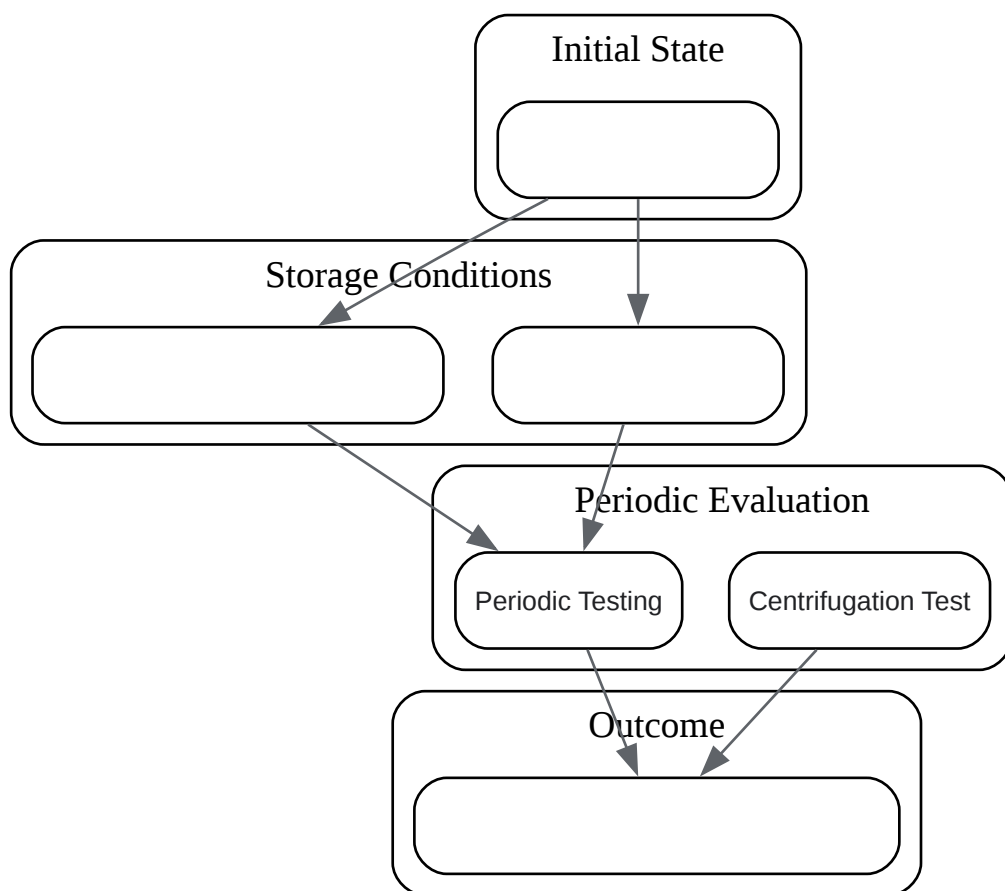 Initial State
Storage Conditions
Periodic Evaluation
Periodic Testing
Centrifugation Test
Outcome